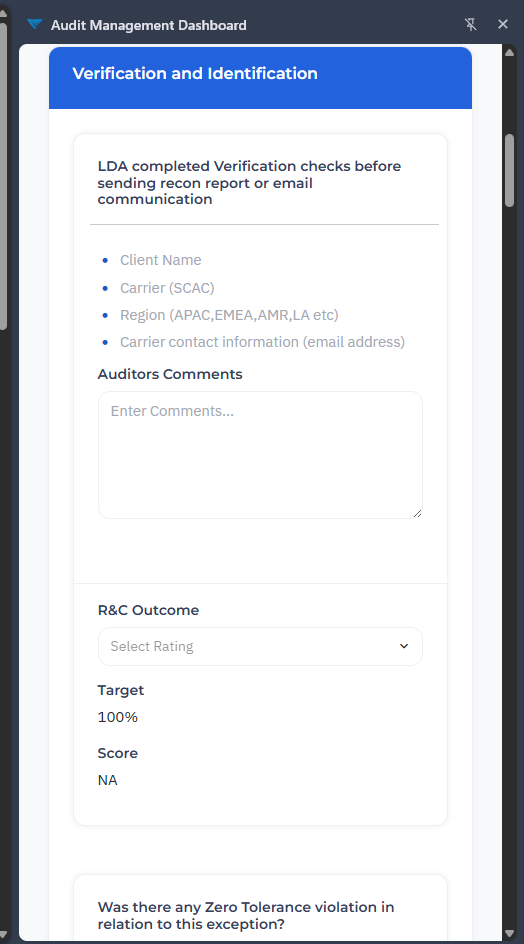 Audit Management Dashboard
Verification and Identification
LDA completed Verification checks before
sending recon report or email
communication
Client Name
Carrier (SCAC)
Region (APAC,EMEA,AMR,LA etc)
Carrier contact information (email address)
Auditors Comments
Enter Comments...
R&C Outcome
Select Rating
Target
100%
Score
NA
Was there any Zero Tolerance violation in
relation to this exception?